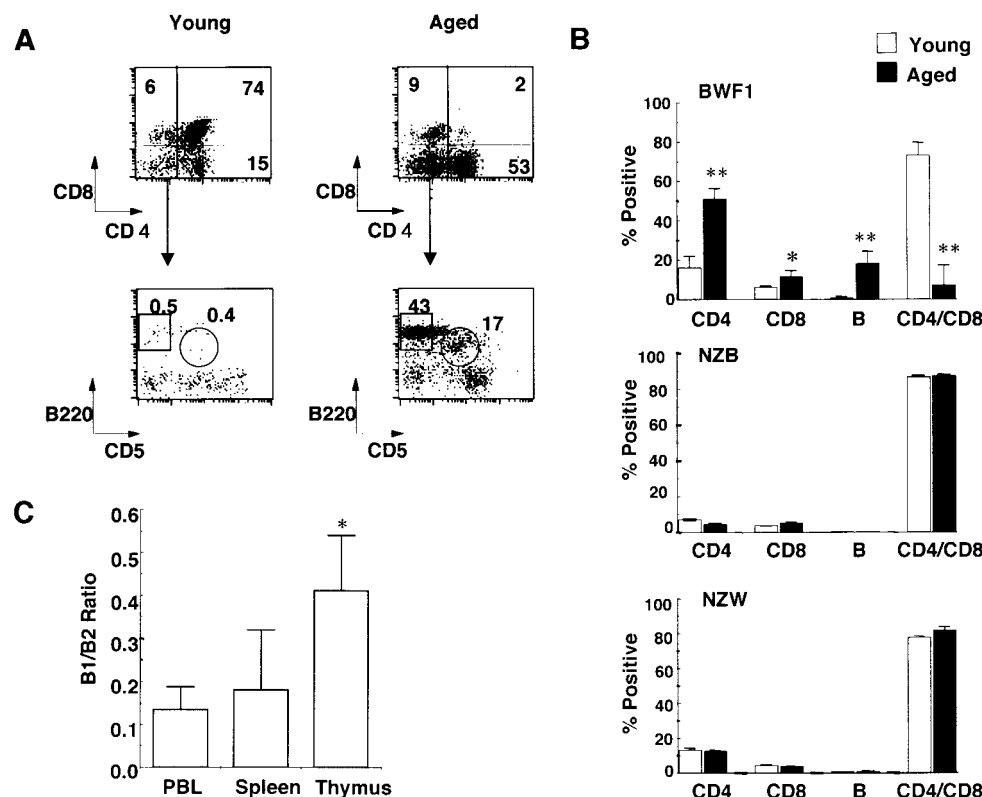 A
Young
Aged
6
74
15
CD8
CD 4
9
2
53
CD8
CD 4
0.5
0.4
B220
CD5
43
17
B220
CD5
B
Young
Aged
BWF1
% Positive
100
80
60
40
20
0
**
*
**
**
CD4
CD8
B
CD4/CD8
NZB
% Positive
100
80
60
40
20
0
CD4
CD8
B
CD4/CD8
NZW
% Positive
100
80
60
40
20
0
CD4
CD8
B
CD4/CD8
C
B1/B2 Ratio
0.6
0.5
0.4
0.3
0.2
0.1
0.0
*
PBL
Spleen
Thymus